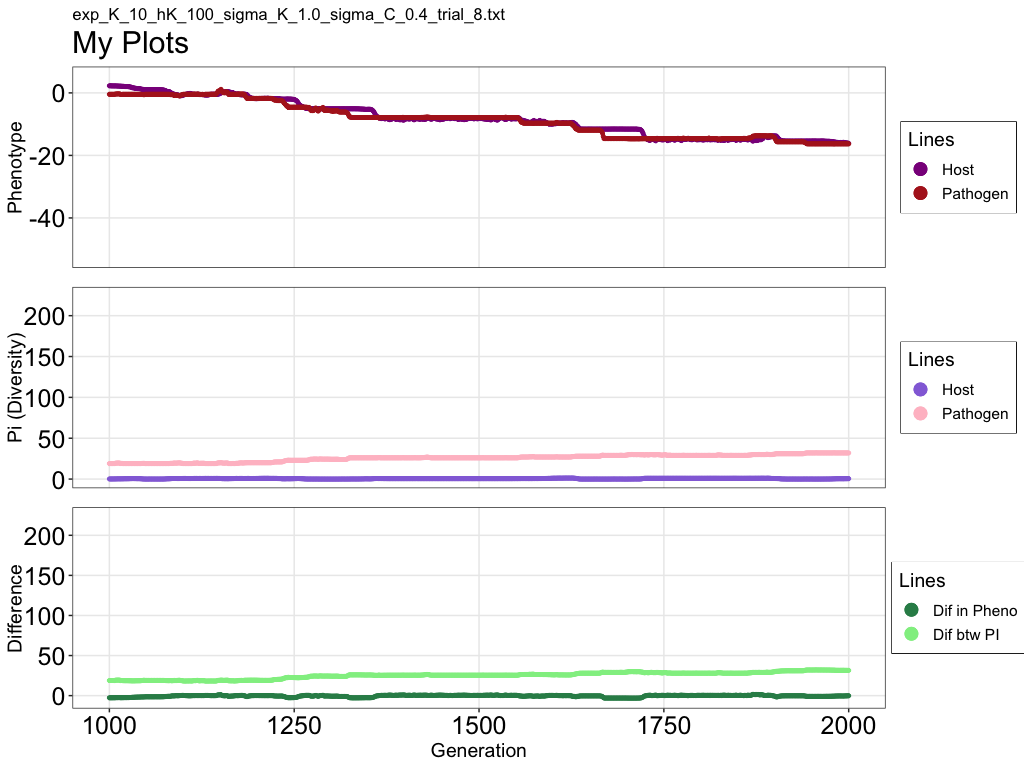 exp_K_10_hK_100_sigma_K_1.0_sigma_C_0.4_trial_8.txt
My Plots
Phenotype
0
-20
-40
Lines
Host
Pathogen
Pi (Diversity)
200
150
100
50
0
Lines
Host
Pathogen
Difference
200
150
100
50
0
Lines
Dif in Pheno
Dif btw PI
1000 1250 1500 1750 2000
Generation